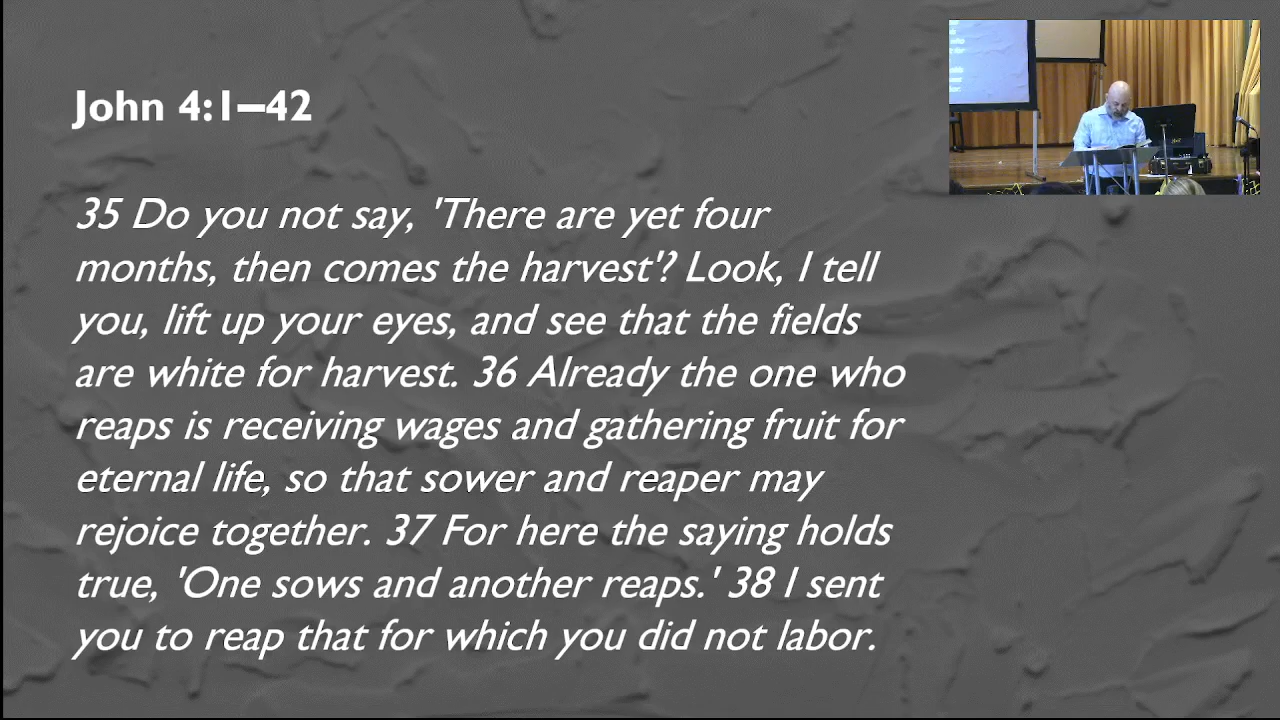 John 4:1—42
35 Do you not say, 'There are yet four
months, then comes the harvest'? Look, I tell
you, lift up your eyes, and see that the fields
are white for harvest. 36 Already the one who
reaps is receiving wages and gathering fruit for
eternal life, so that sower and reaper may
rejoice together. 37 For here the saying holds
true, 'One sows and another reaps.' 38 I sent
you to reap that for which you did not labor.